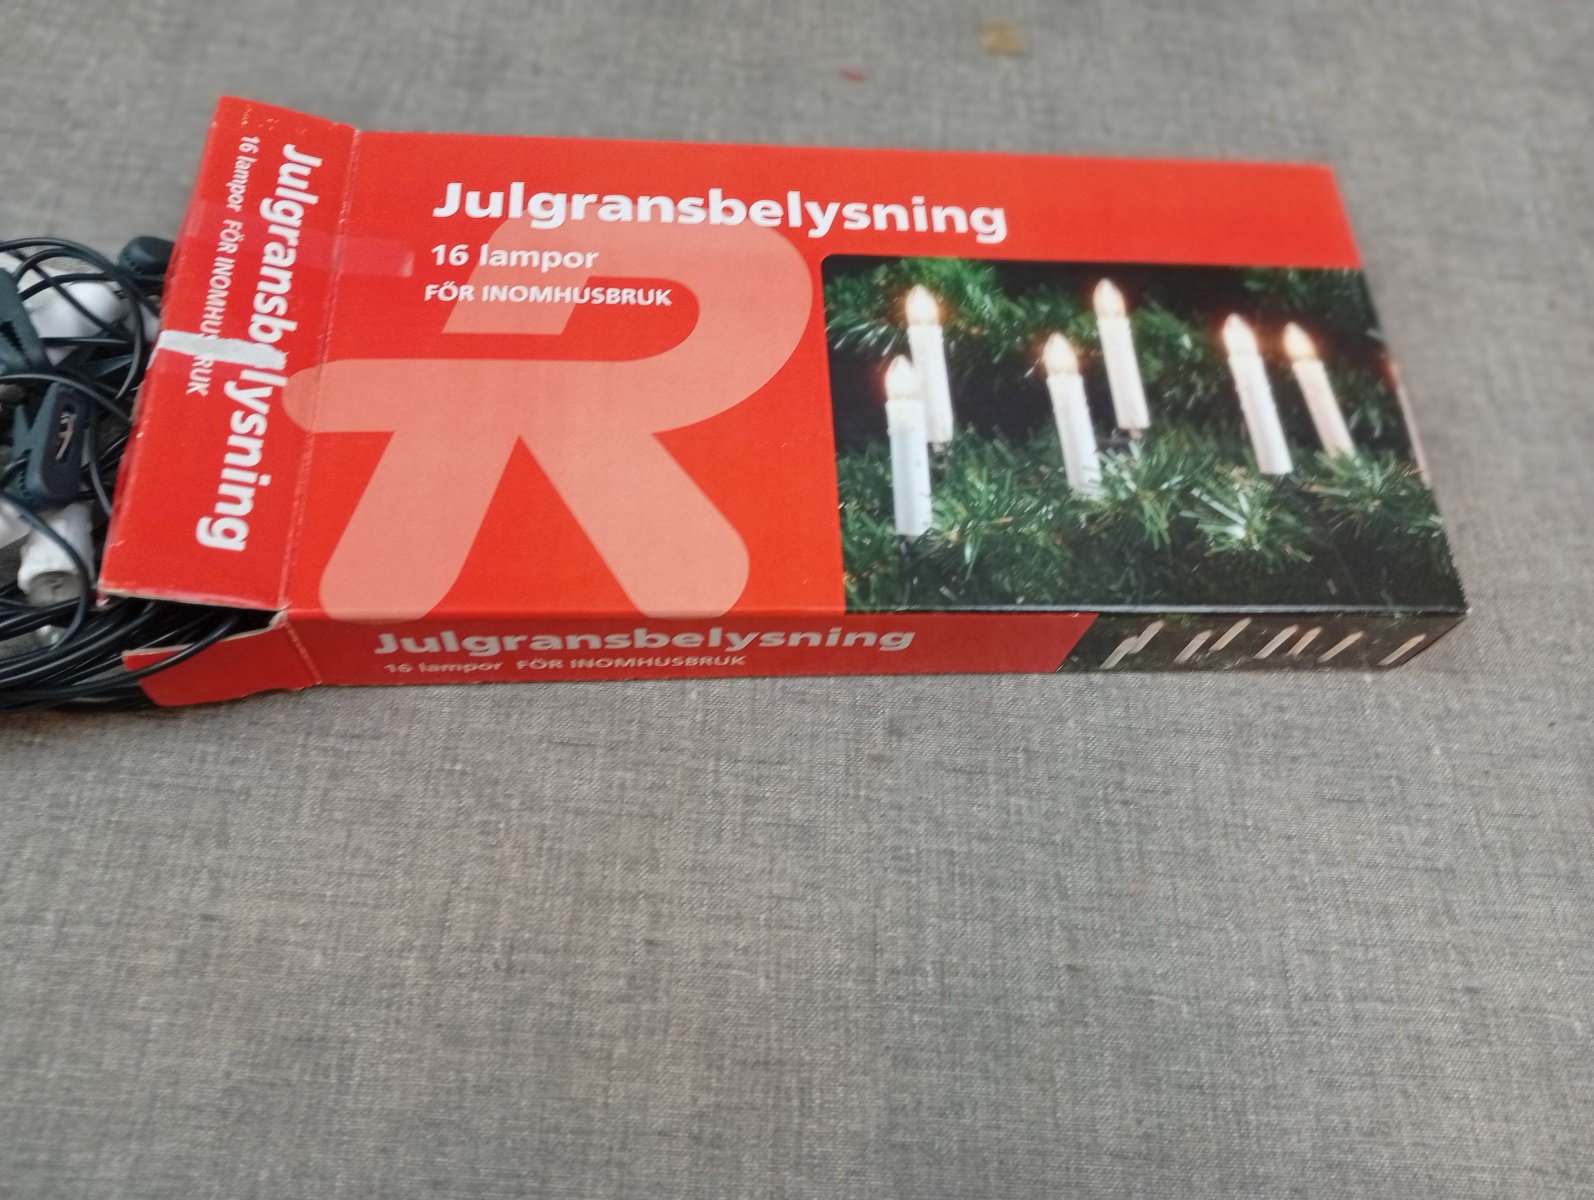 Julgransbelysning
16 lampor
FÖR INOMHUSBRUK
Julgransbelysning
16 lampor FÖR INOMHUSBRUK
Julgransbelysning
16 lampor FÖR INOMHUSBRUK